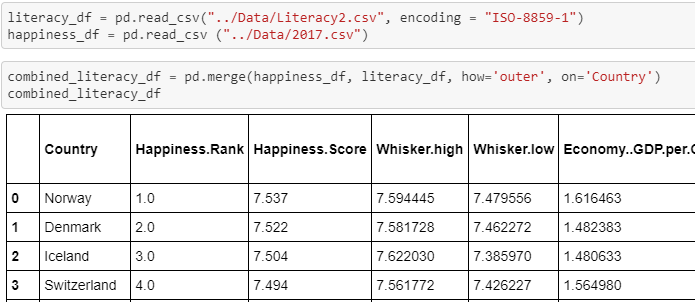 literacy_df = pd.read_csv("../Data/Literacy2.csv", encoding = "ISO-8859-1")
happiness_df = pd.read_csv ("../Data/2017.csv")
combined_literacy_df = pd.merge(happiness_df, literacy_df, how='outer', on='Country')
combined_literacy_df
Country Happiness.Rank Happiness.Score Whisker.high Whisker.low Economy..GDP.per.
0 Norway 1.0 7.537 7.594445 7.479556 1.616463
1 Denmark 2.0 7.522 7.581728 7.462272 1.482383
2 Iceland 3.0 7.504 7.622030 7.385970 1.480633
3 Switzerland 4.0 7.494 7.561772 7.426227 1.564980